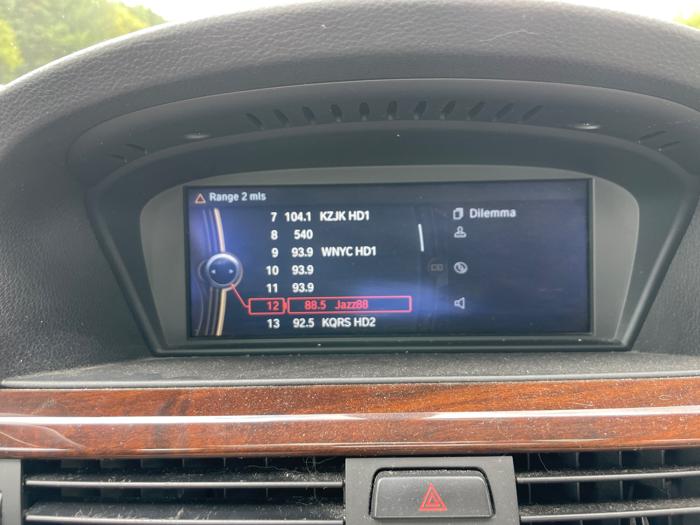 Range 2 mls
7 104.1 KZJK HD1
8 540
9 93.9 WNYC HD1
10 93.9
11 93.9
12 88.5 Jazz88
13 92.5 KQRS HD2
Dilemma